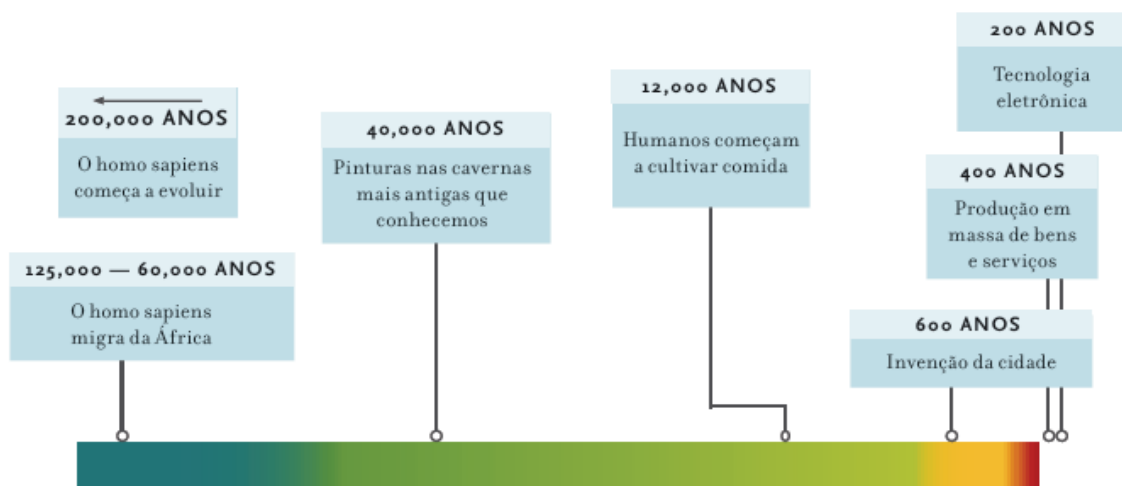 200,000 ANOS
O homo sapiens
começa a evoluir
125,000 — 60,000 ANOS
O homo sapiens
migra da África
40,000 ANOS
Pinturas nas cavernas
mais antigas que
conhecemos
12,000 ANOS
Humanos começam
a cultivar comida
600 ANOS
Invenção da cidade
400 ANOS
Produção em
massa de bens
e serviços
200 ANOS
Tecnologia
eletrônica